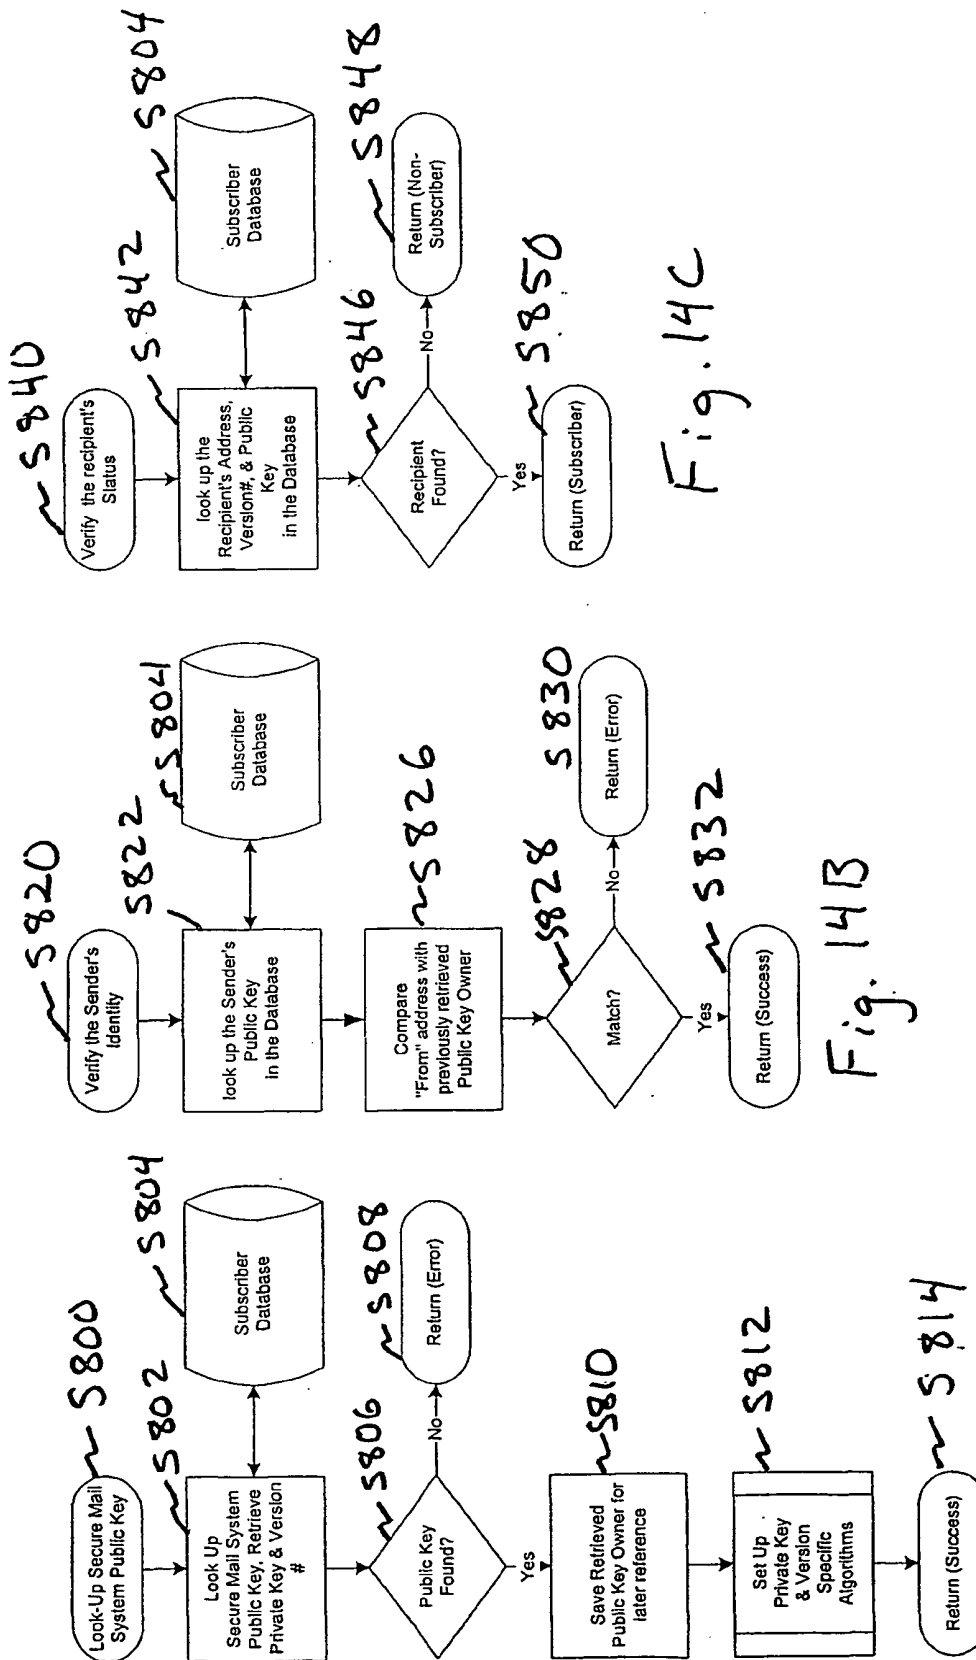 S800
Look-Up Secure Mail
System Public Key
S802
Look Up
Secure Mail System
Public Key, Retrieve
Private Key & Version
#
S804
Subscriber
Database
S806
Public Key
Found?
No
S808
Return (Error)
Yes
S810
Save Retrieved
Public Key Owner for
later reference
S812
Set Up
Private Key
& Version
Specific
Algorithms
S814
Return (Success)
S820
Verify the Sender's
Identity
S822
look up the Sender's
Public Key
in the Database
S804
Subscriber
Database
S826
Compare
"From" address with
previously retrieved
Public Key Owner
S828
Match?
No
S830
Return (Error)
Yes
S832
Return (Success)
Fig. 14B
S840
Verify the recipient's
Status
S842
look up the
Recipient's Address,
Version#, & Public
Key
in the Database
S804
Subscriber
Database
S846
Recipient
Found?
No
S848
Return (Non-
Subscriber)
Yes
S850
Return (Subscriber)
Fig. 14C